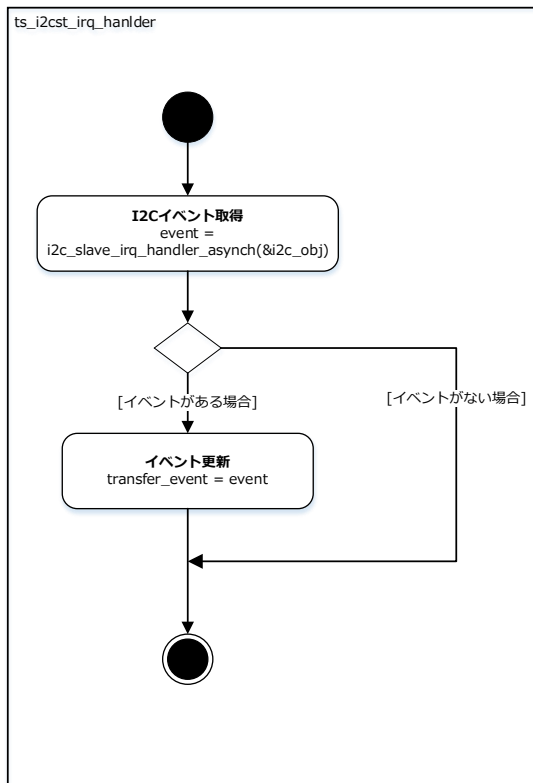 ts_i2cst_irq_hanlder
I2Cイベント取得
event =
i2c_slave_irq_handler_asynch(&i2c_obj)
[イベントがある場合]
[イベントがない場合]
イベント更新
transfer_event = event